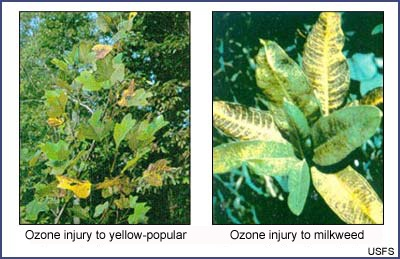 Ozone injury to yellow-popular
Ozone injury to milkweed
USFS